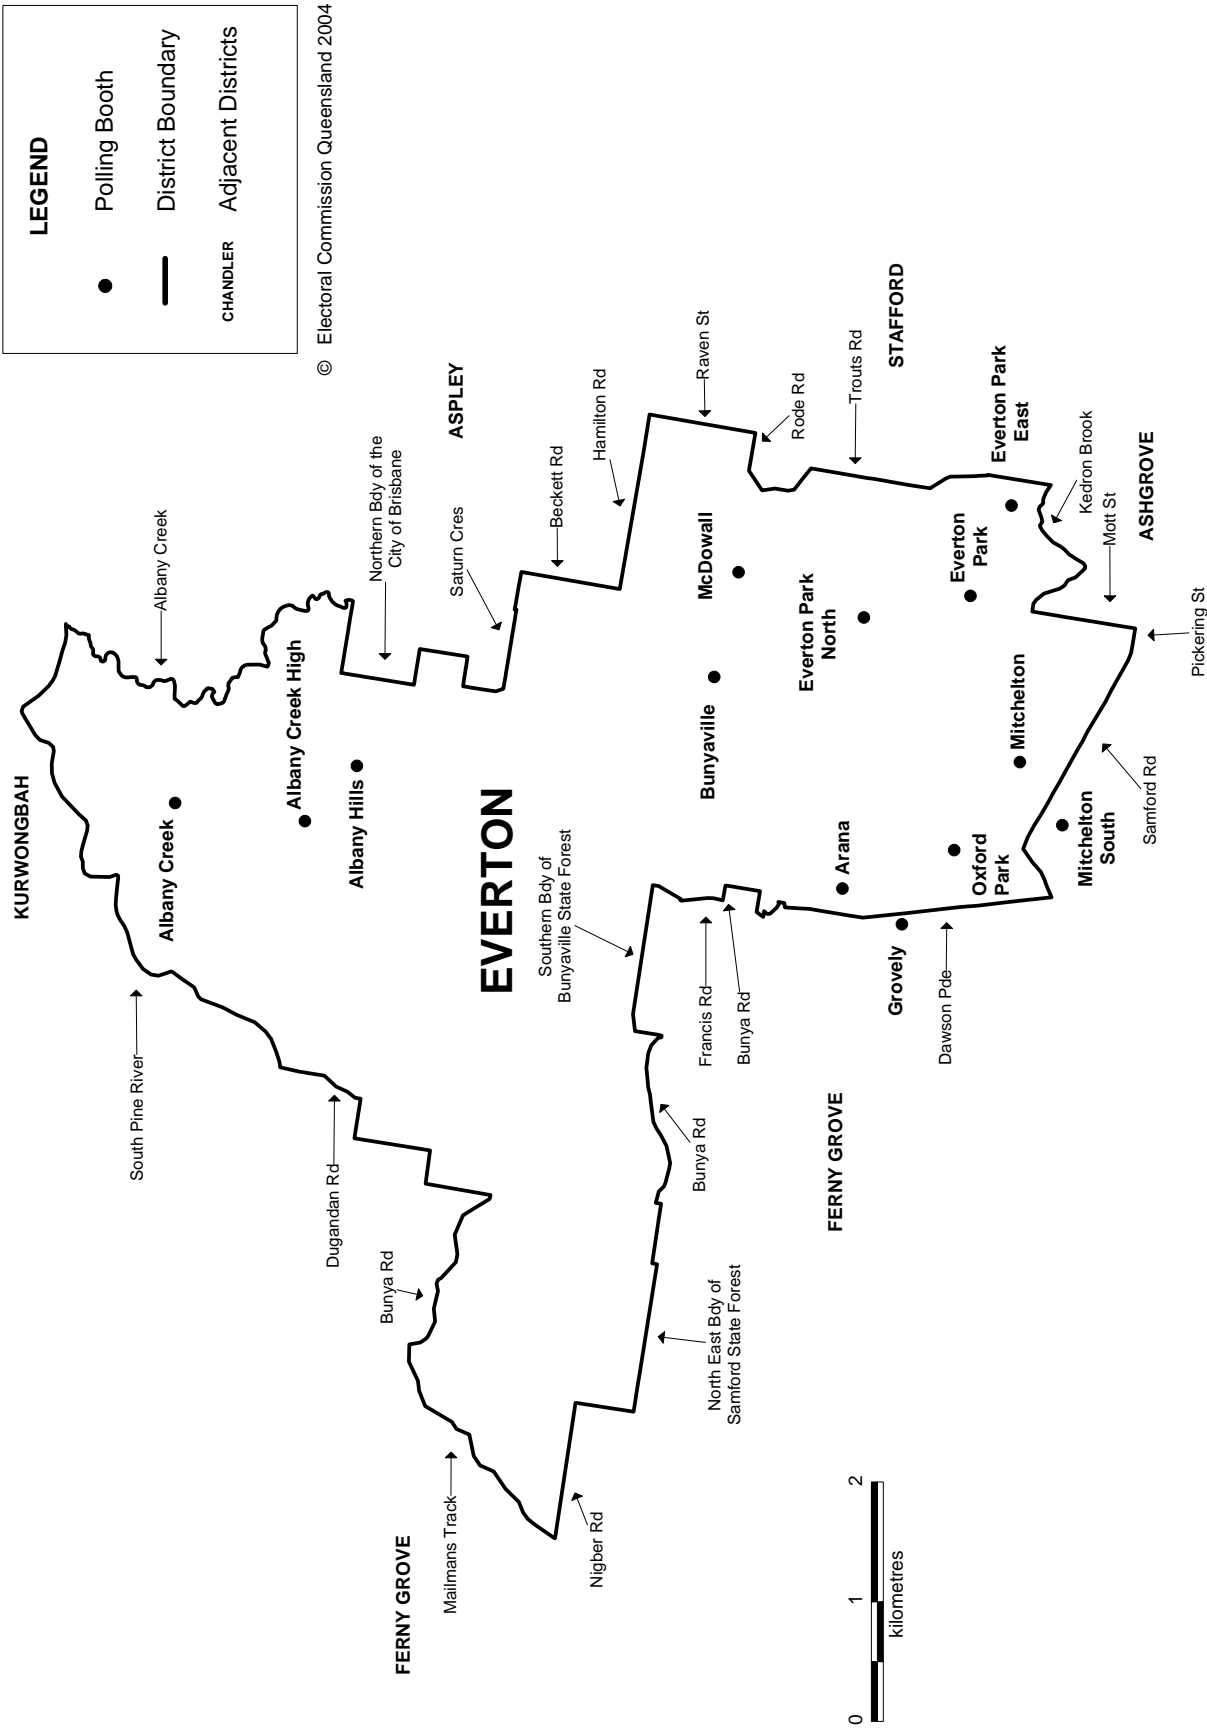 LEGEND
Polling Booth
District Boundary
CHANDLER Adjacent Districts
© Electoral Commission Queensland 2004
KURWONGBAH
ASPLEY
STAFFORD
ASHGROVE
FERNY GROVE
FERNY GROVE
EVERTON
Albany Creek
Albany Creek High
Albany Hills
Bunyaville
McDowall
Everton Park
North
Everton
Park
Everton Park
East
Arana
Oxford
Park
Mitchelton
Mitchelton
South
Grovely
Albany Creek
Northern Bdy of the
City of Brisbane
Saturn Cres
Beckett Rd
Hamilton Rd
Raven St
Rode Rd
Trouts Rd
Kedron Brook
Mott St
Pickering St
Samford Rd
Dawson Pde
Bunya Rd
Francis Rd
Southern Bdy of
Bunyaville State Forest
Bunya Rd
North East Bdy of
Samford State Forest
Nigber Rd
Mailmans Track
Bunya Rd
Dugandan Rd
South Pine River
0 1 2
kilometres